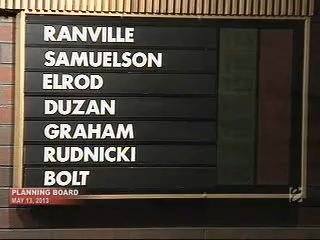 RANVILLE
SAMUELSON
ELROD
DUZAN
GRAHAM
RUDNICKI
BOLT
PLANNING BOARD
MAY 13, 2013